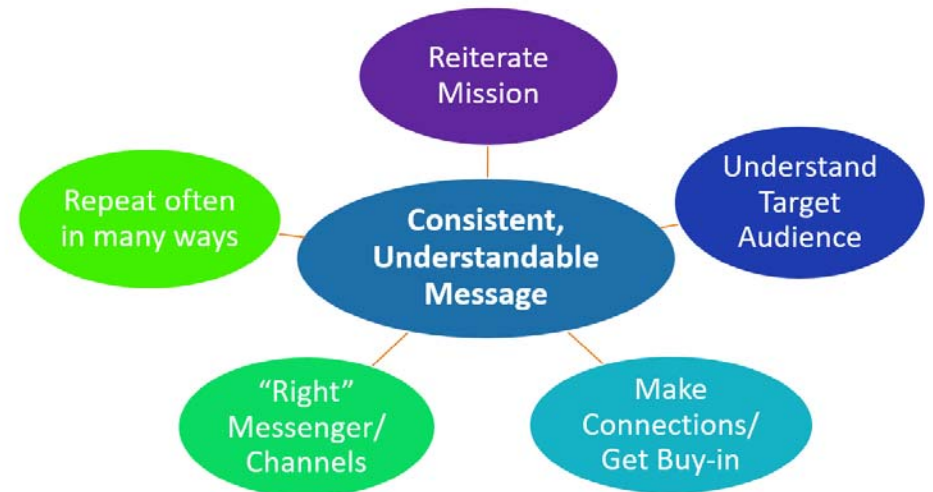 Reiterate
Mission
Understand
Target
Audience
Repeat often
in many ways
Consistent,
Understandable
Message
“Right”
Messenger/
Channels
Make
Connections/
Get Buy-in